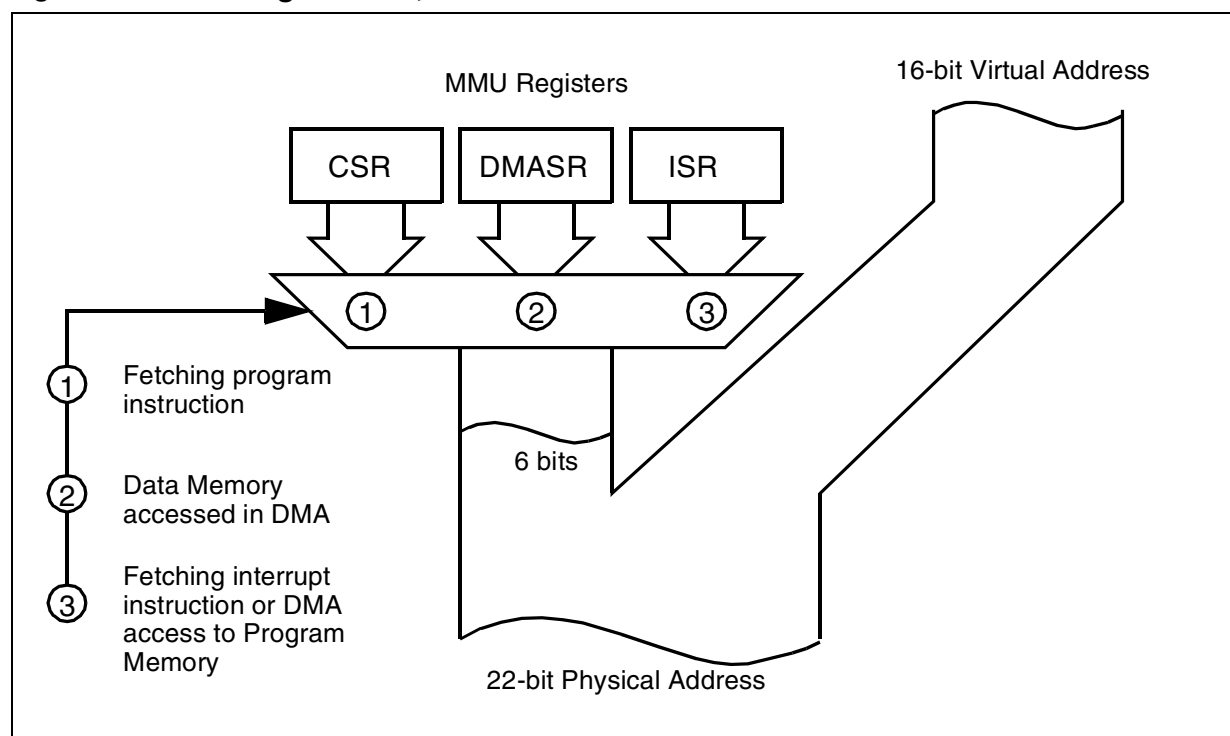 MMU Registers
16-bit Virtual Address
CSR
DMASR
ISR
1
2
3
1
Fetching program
instruction
6 bits
2
Data Memory
accessed in DMA
3
Fetching interrupt
instruction or DMA
access to Program
Memory
22-bit Physical Address